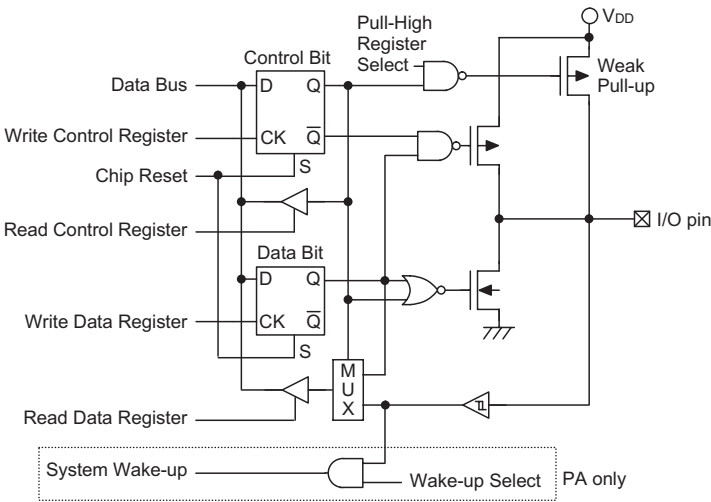 VDD
Pull-High
Register
Select
Weak
Pull-up
Control Bit
Data Bus
D
Q
Write Control Register
CK
Q̅
S
Chip Reset
Read Control Register
I/O pin
Data Bit
D
Q
Write Data Register
CK
Q̅
S
M
U
X
Read Data Register
System Wake-up
Wake-up Select
PA only